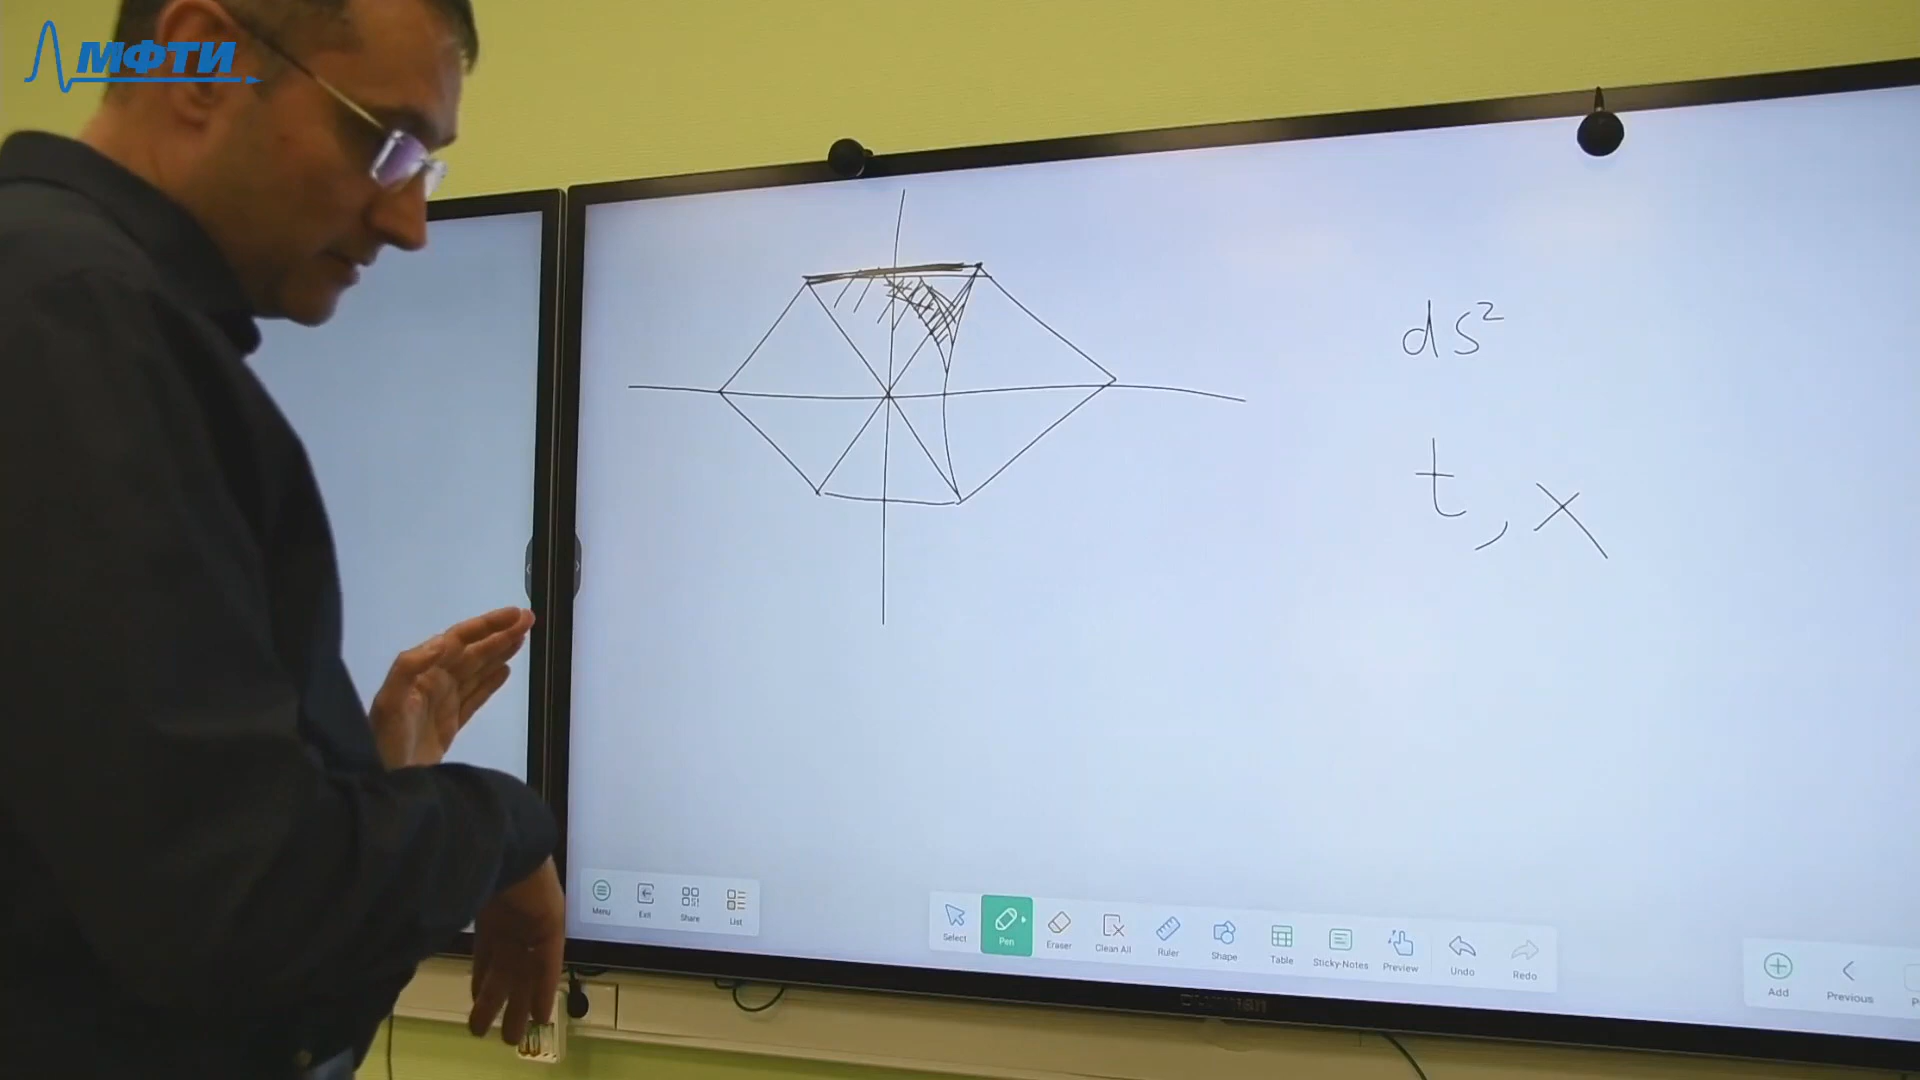 МФТИ
ds²
t, x
Menu
Exit
Share
List
Select
Pen
Eraser
Clean All
Ruler
Shape
Table
Sticky-Notes
Preview
Undo
Redo
Add
Previous